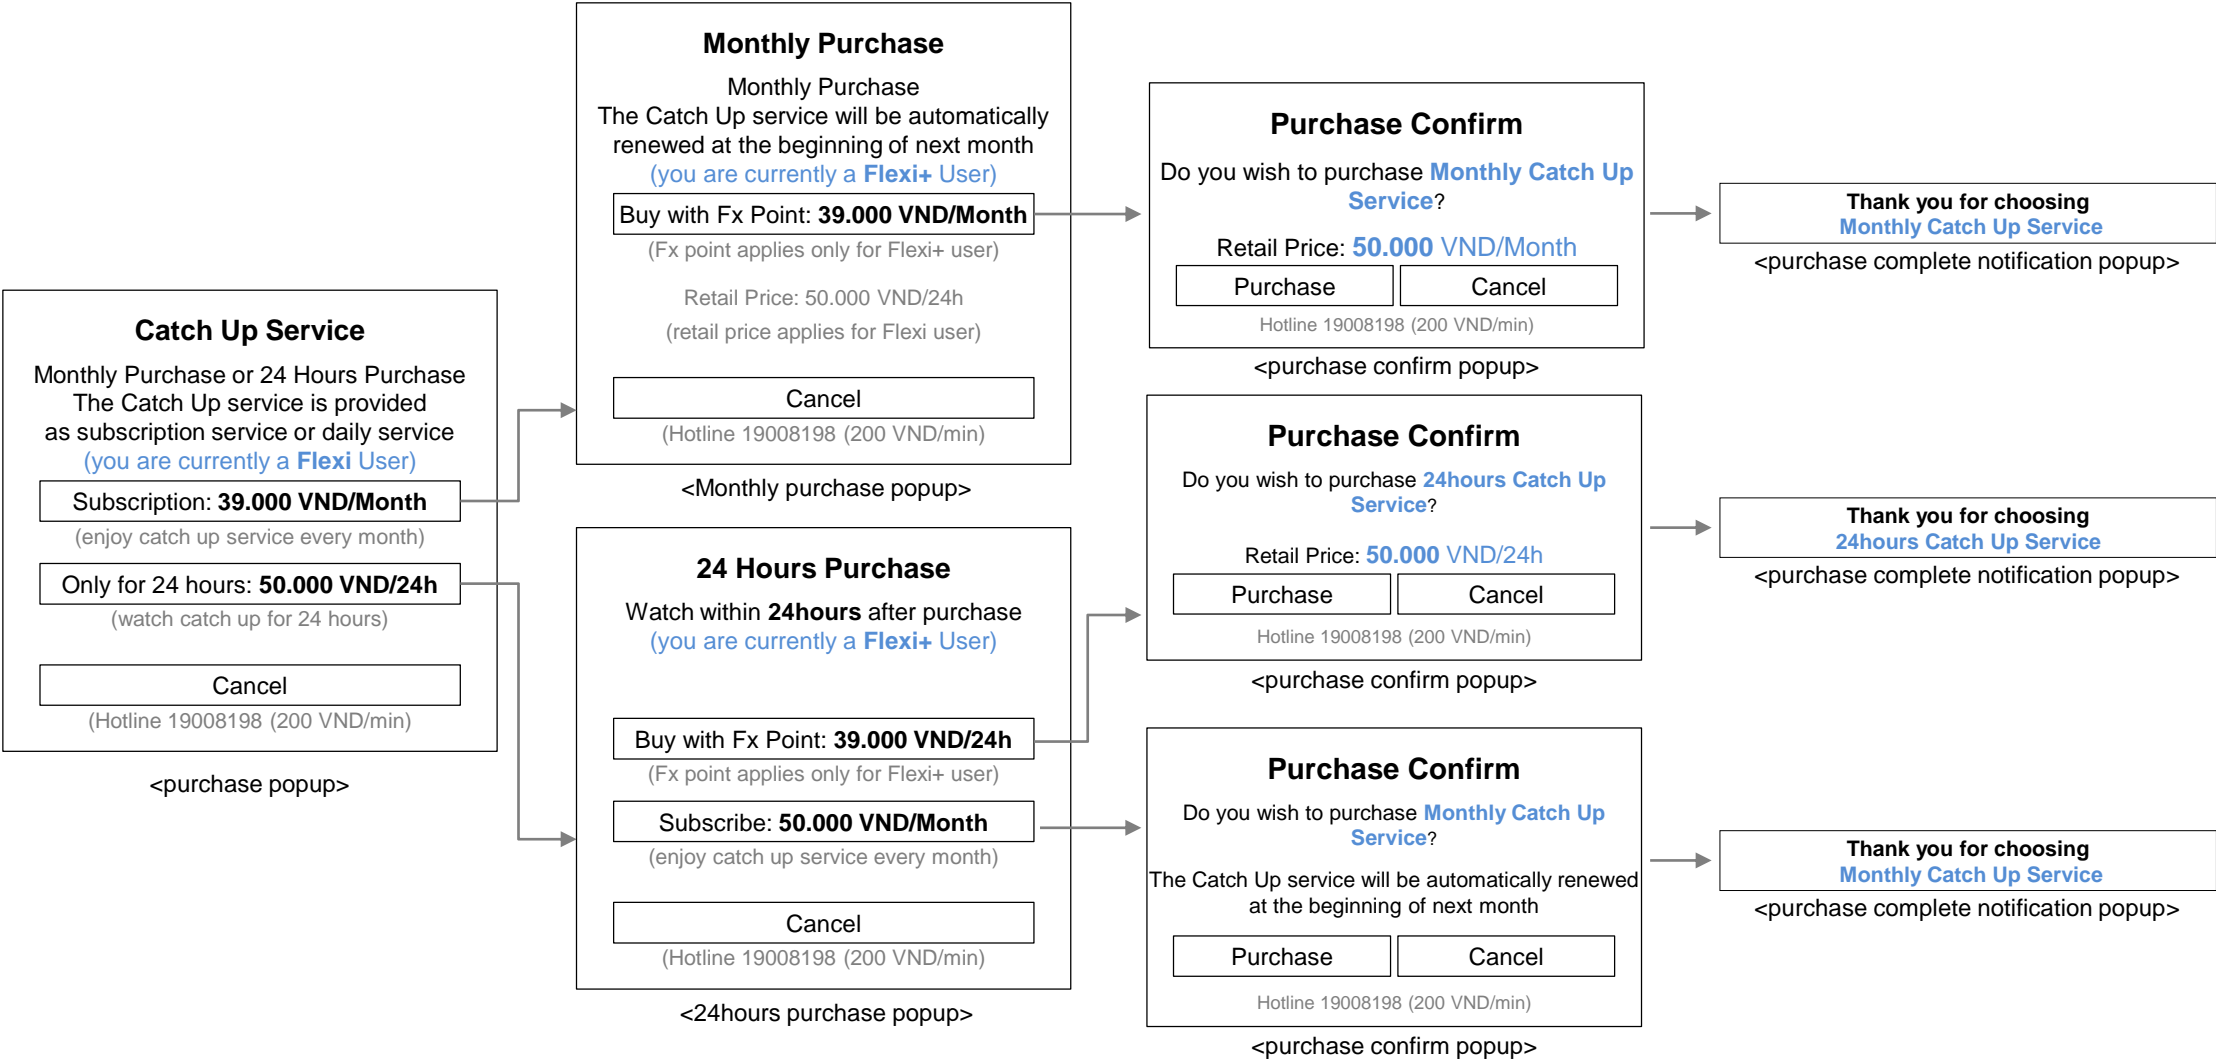 Catch Up Service
Monthly Purchase or 24 Hours Purchase
The Catch Up service is provided
as subscription service or daily service
(you are currently a Flexi User)
Subscription: 39.000 VND/Month
(enjoy catch up service every month)
Only for 24 hours: 50.000 VND/24h
(watch catch up for 24 hours)
Cancel
(Hotline 19008198 (200 VND/min)
<purchase popup>
Monthly Purchase
Monthly Purchase
The Catch Up service will be automatically
renewed at the beginning of next month
(you are currently a Flexi+ User)
Buy with Fx Point: 39.000 VND/Month
(Fx point applies only for Flexi+ user)
Retail Price: 50.000 VND/24h
(retail price applies for Flexi user)
Cancel
(Hotline 19008198 (200 VND/min)
<Monthly purchase popup>
24 Hours Purchase
Watch within 24hours after purchase
(you are currently a Flexi+ User)
Buy with Fx Point: 39.000 VND/24h
(Fx point applies only for Flexi+ user)
Subscribe: 50.000 VND/Month
(enjoy catch up service every month)
Cancel
(Hotline 19008198 (200 VND/min)
<24hours purchase popup>
Purchase Confirm
Do you wish to purchase Monthly Catch Up
Service?
Retail Price: 50.000 VND/Month
Purchase
Cancel
Hotline 19008198 (200 VND/min)
<purchase confirm popup>
Purchase Confirm
Do you wish to purchase 24hours Catch Up
Service?
Retail Price: 50.000 VND/24h
Purchase
Cancel
Hotline 19008198 (200 VND/min)
<purchase confirm popup>
Purchase Confirm
Do you wish to purchase Monthly Catch Up
Service?
The Catch Up service will be automatically renewed
at the beginning of next month
Purchase
Cancel
Hotline 19008198 (200 VND/min)
<purchase confirm popup>
Thank you for choosing
Monthly Catch Up Service
<purchase complete notification popup>
Thank you for choosing
24hours Catch Up Service
<purchase complete notification popup>
Thank you for choosing
Monthly Catch Up Service
<purchase complete notification popup>